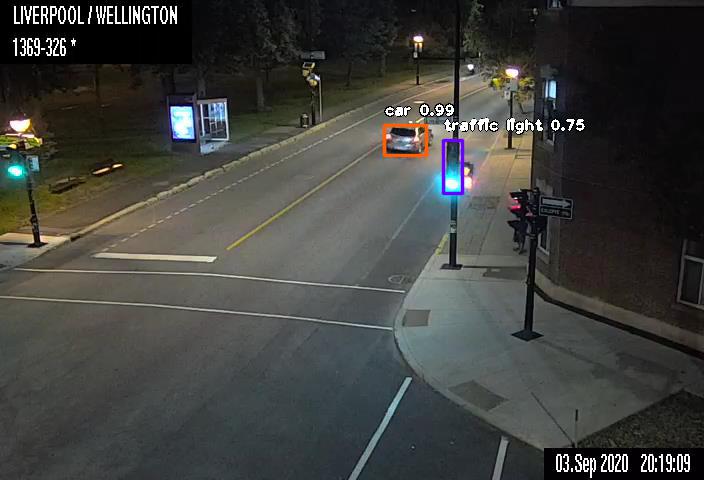 LIVERPOOL / WELLINGTON
1369-326 *
car 0.99
traffic light 0.75
03.Sep 2020 20:19:09